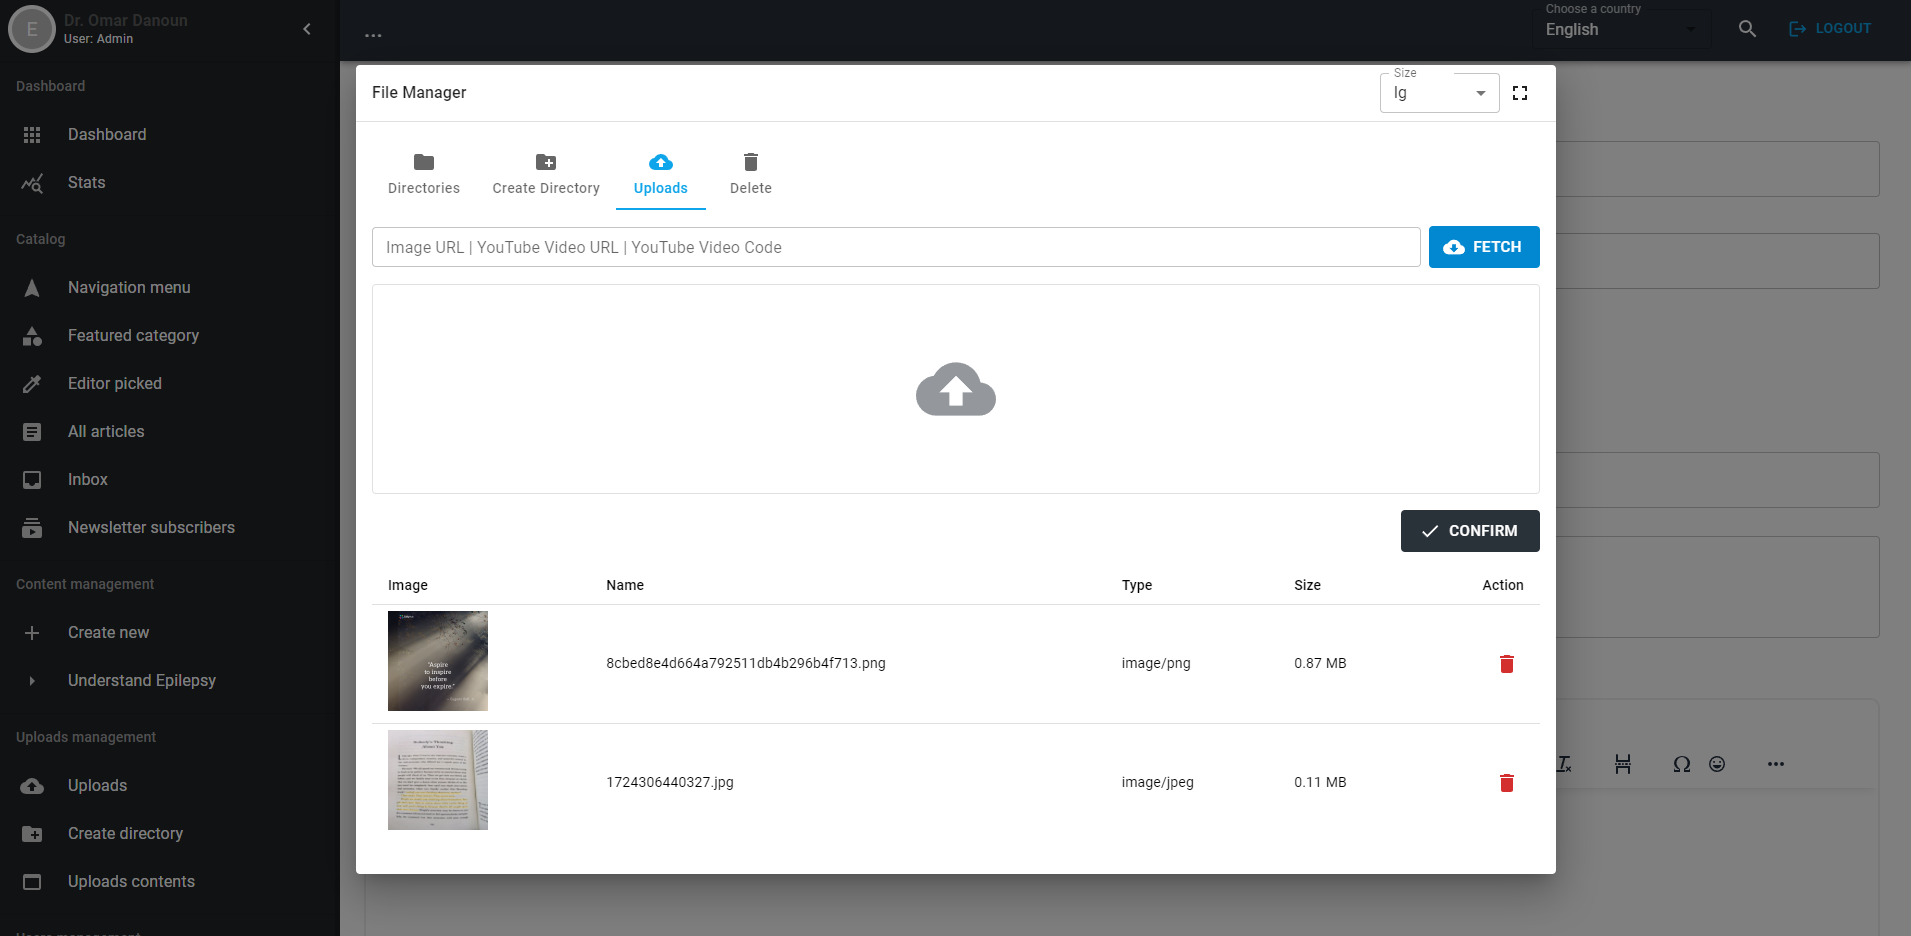 E
Dr. Omar Danoun
User: Admin
...
Choose a country
English
LOGOUT
Dashboard
Dashboard
Stats
Catalog
Navigation menu
Featured category
Editor picked
All articles
Inbox
Newsletter subscribers
Content management
Create new
Understand Epilepsy
Uploads management
Uploads
Create directory
Uploads contents
File Manager
Size
lg
Directories
Create Directory
Uploads
Delete
Image URL | YouTube Video URL | YouTube Video Code
FETCH
CONFIRM
Image
Name
Type
Size
Action
"Aspire
to inspire
before
you expire."
8cbed8e4d664a792511db4b296b4f713.png
image/png
0.87 MB
1724306440327.jpg
image/jpeg
0.11 MB
Ω